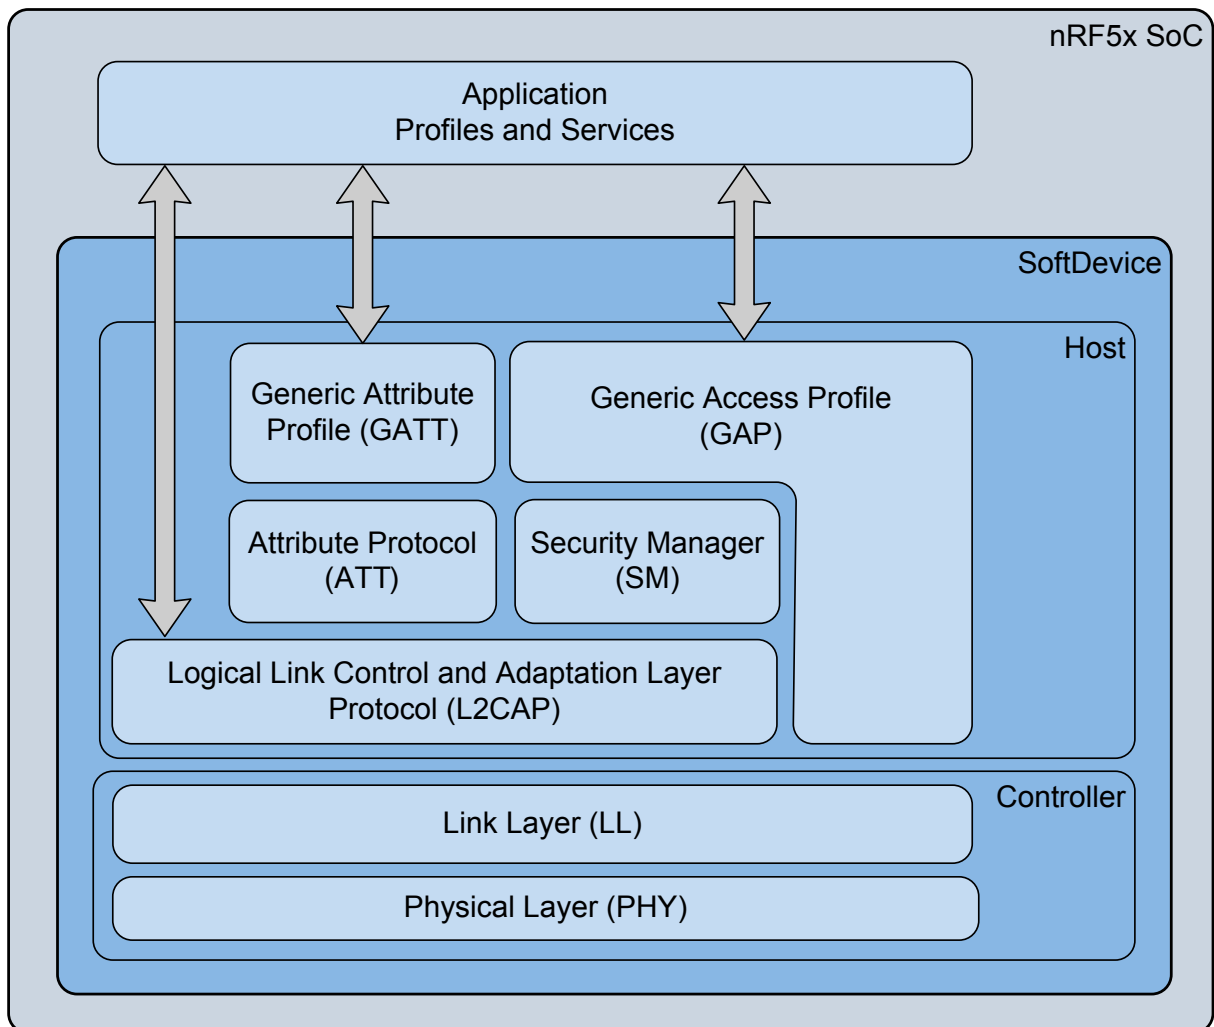 nRF5x SoC
Application
Profiles and Services
SoftDevice
Host
Generic Attribute
Profile (GATT)
Generic Access Profile
(GAP)
Attribute Protocol
(ATT)
Security Manager
(SM)
Logical Link Control and Adaptation Layer
Protocol (L2CAP)
Controller
Link Layer (LL)
Physical Layer (PHY)